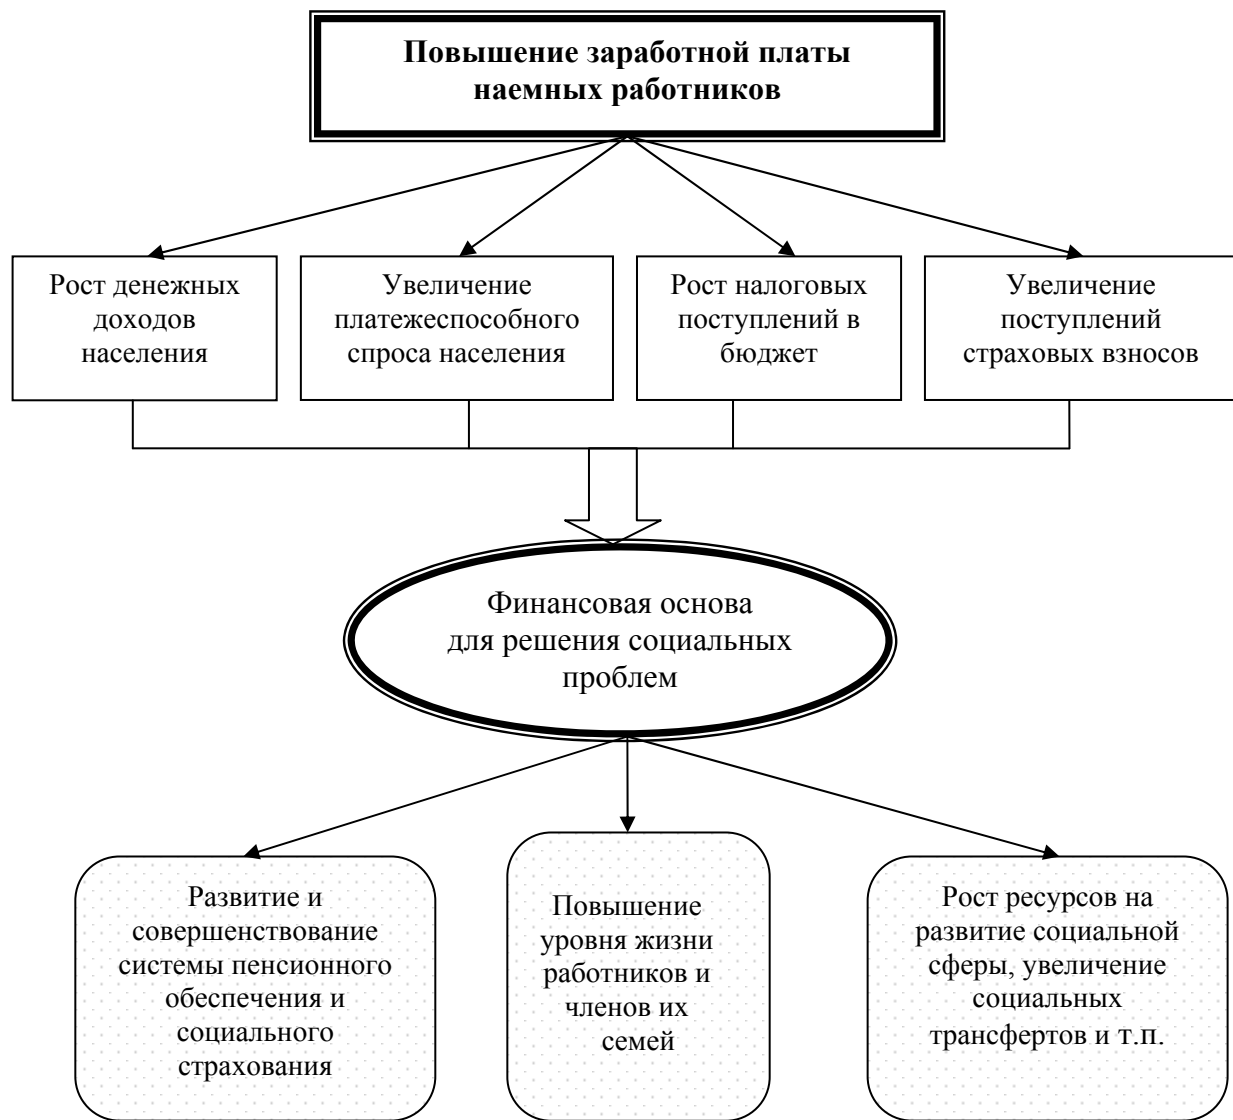 Повышение заработной платы
наемных работников
Рост денежных
доходов
населения
Увеличение
платежеспособного
спроса населения
Рост налоговых
поступлений в
бюджет
Увеличение
поступлений
страховых взносов
Финансовая основа
для решения социальных
проблем
Развитие и
совершенствование
системы пенсионного
обеспечения и
социального
страхования
Повышение
уровня жизни
работников и
членов их
семей
Рост ресурсов на
развитие социальной
сферы, увеличение
социальных
трансфертов и т.п.